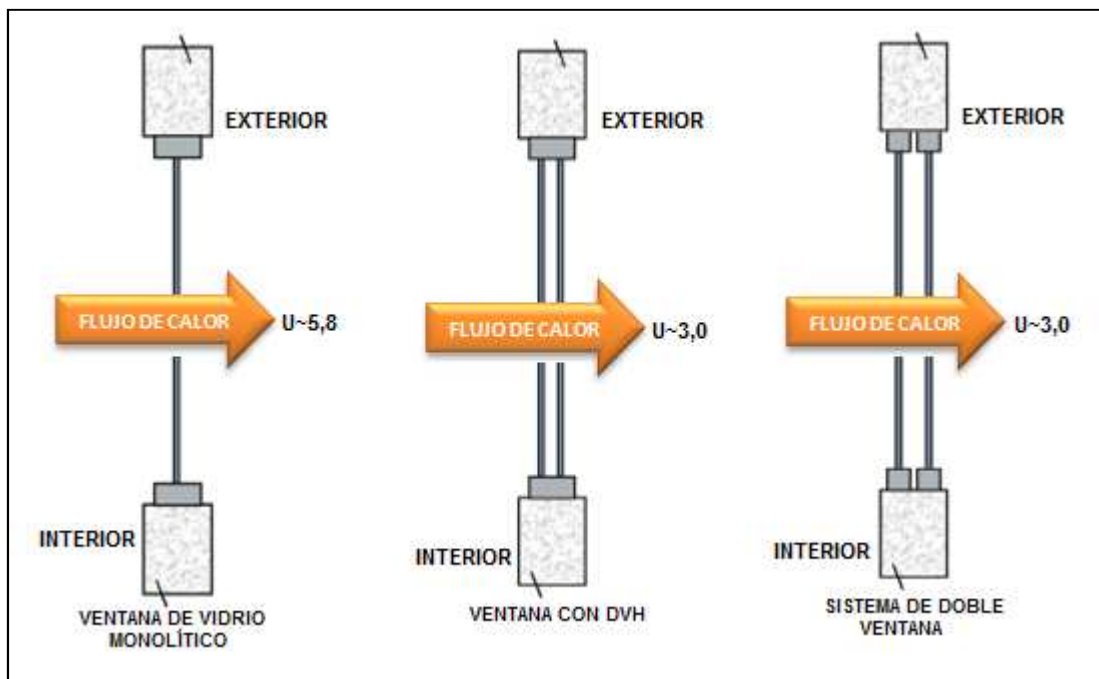 EXTERIOR
FLUJO DE CALOR
U~5,8
INTERIOR
VENTANA DE VIDRIO
MONOLÍTICO
EXTERIOR
FLUJO DE CALOR
U~3,0
INTERIOR
VENTANA CON DVH
EXTERIOR
FLUJO DE CALOR
U~3,0
INTERIOR
SISTEMA DE DOBLE
VENTANA